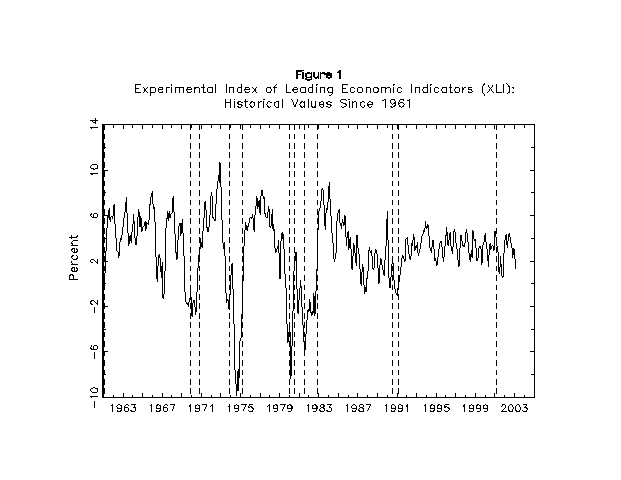 Figure 1
Experimental Index of Leading Economic Indicators (XLI):
Historical Values Since 1961
14
10
6
2
−2
−6
−10
Percent
1963 1967 1971 1975 1979 1983 1987 1991 1995 1999 2003